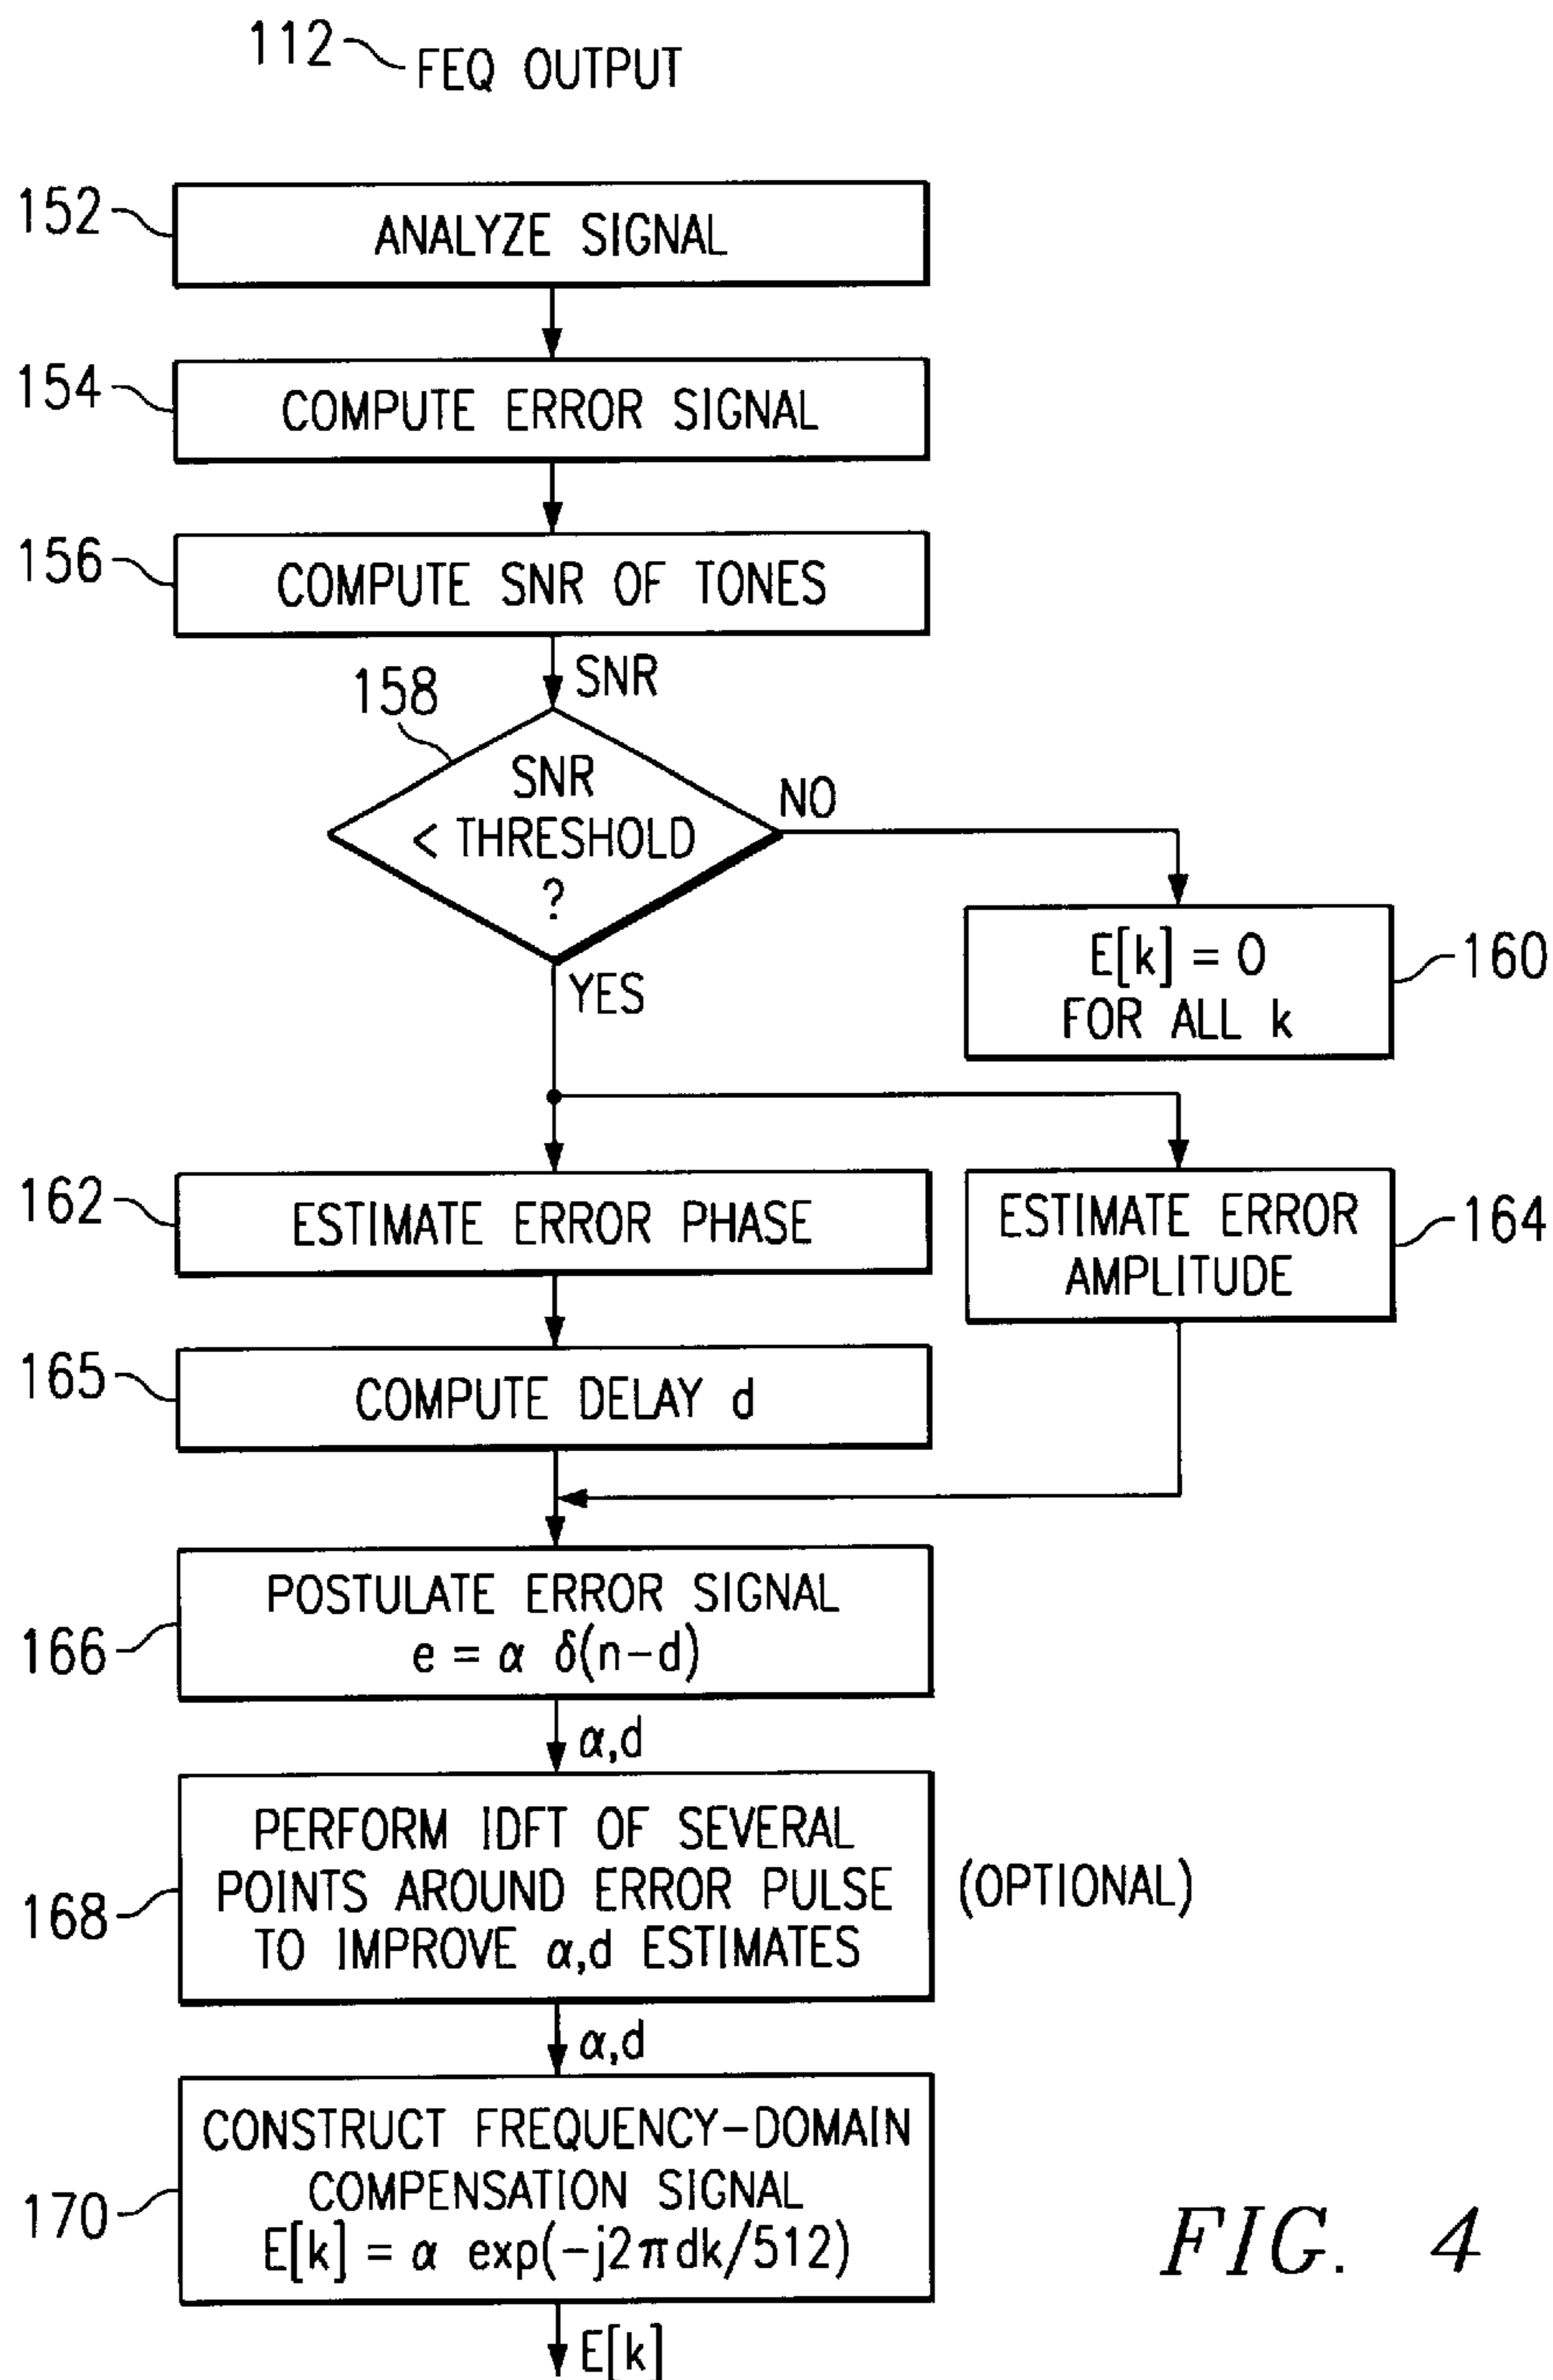 112
FEQ OUTPUT
152
ANALYZE SIGNAL
154
COMPUTE ERROR SIGNAL
156
COMPUTE SNR OF TONES
SNR
158
SNR
< THRESHOLD
?
NO
YES
E[k] = 0
FOR ALL k
160
162
ESTIMATE ERROR PHASE
ESTIMATE ERROR
AMPLITUDE
164
165
COMPUTE DELAY d
166
POSTULATE ERROR SIGNAL
e = α δ(n-d)
α,d
168
PERFORM IDFT OF SEVERAL
POINTS AROUND ERROR PULSE
TO IMPROVE α,d ESTIMATES
(OPTIONAL)
α,d
170
CONSTRUCT FREQUENCY-DOMAIN
COMPENSATION SIGNAL
E[k] = α exp(-j2πdk/512)
E[k]
FIG. 4